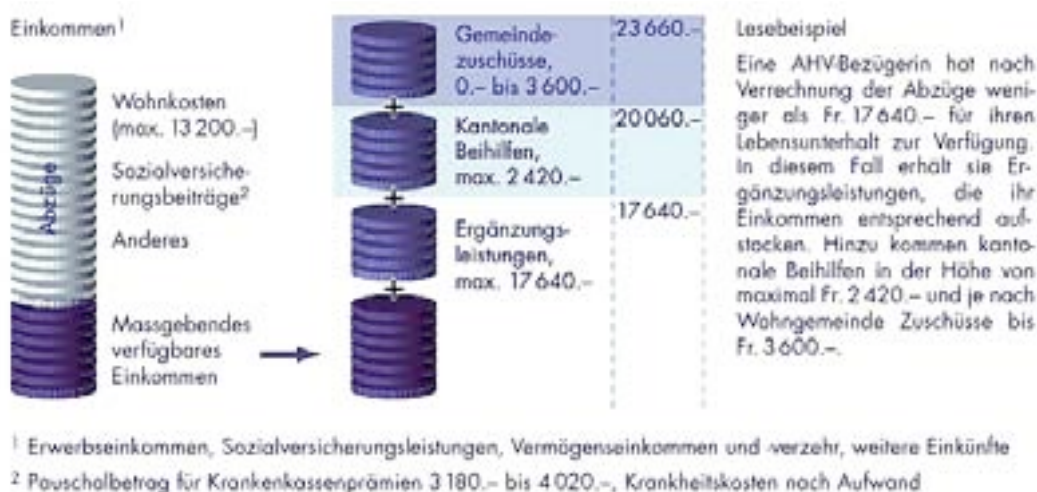 Einkommen¹
Abzüge
Wohnkosten
(max. 13 200.–)
Sozialversiche-
rungsbeiträge²
Anderes
Massgebendes
verfügbares
Einkommen
Gemeinde-
zuschüsse,
0.– bis 3 600.–
23 660.–
+
Kantonale
Beihilfen,
max. 2 420.–
20 060.–
+
Ergänzungs-
leistungen,
max. 17 640.–
17 640.–
+
Lesebeispiel
Eine AHV-Bezügerin hat nach
Verrechnung der Abzüge weni-
ger als Fr. 17 640.– für ihren
Lebensunterhalt zur Verfügung.
In diesem Fall erhält sie Er-
gänzungsleistungen, die ihr
Einkommen entsprechend auf-
stocken. Hinzu kommen kanto-
nale Beihilfen in der Höhe von
maximal Fr. 2 420.– und je nach
Wohngemeinde Zuschüsse bis
Fr. 3 600.–.
¹ Erwerbseinkommen, Sozialversicherungsleistungen, Vermögenseinkommen und -verzehr, weitere Einkünfte
² Pauschalbetrag für Krankenkassenprämien 3 180.– bis 4 020.–, Krankheitskosten nach Aufwand